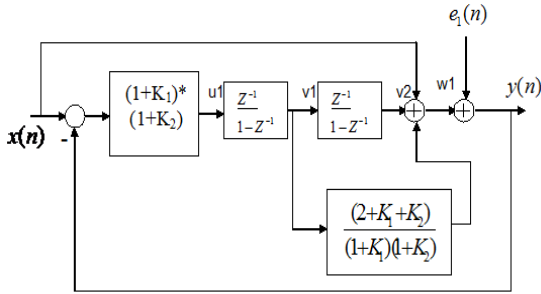 e₁(n)
(1+K₁)*
(1+K₂)
u1
Z⁻¹
1-Z⁻¹
v1
Z⁻¹
1-Z⁻¹
v2
w1
y(n)
x(n)
-
(2+K₁+K₂)
(1+K₁)(1+K₂)